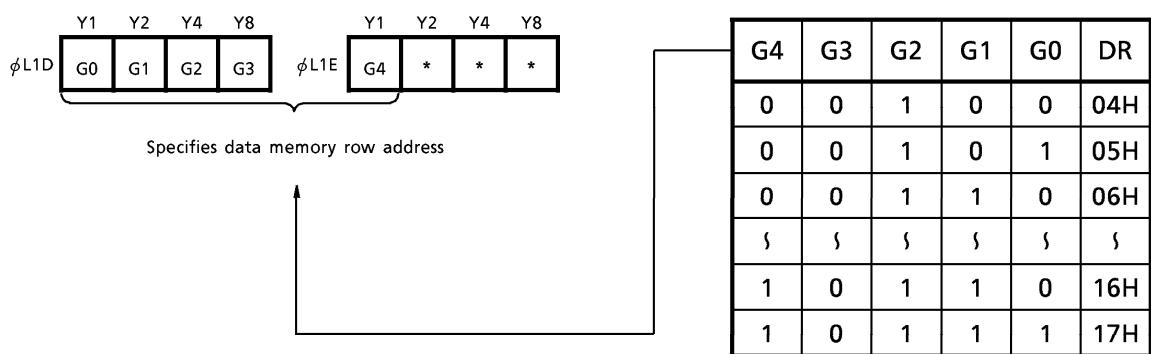 Y1 Y2 Y4 Y8
ϕL1D G0 G1 G2 G3
Y1 Y2 Y4 Y8
ϕL1E G4 * * *
Specifies data memory row address
G4 G3 G2 G1 G0 DR
0 0 1 0 0 04H
0 0 1 0 1 05H
0 0 1 1 0 06H
∫ ∫ ∫ ∫ ∫ ∫
1 0 1 1 0 16H
1 0 1 1 1 17H